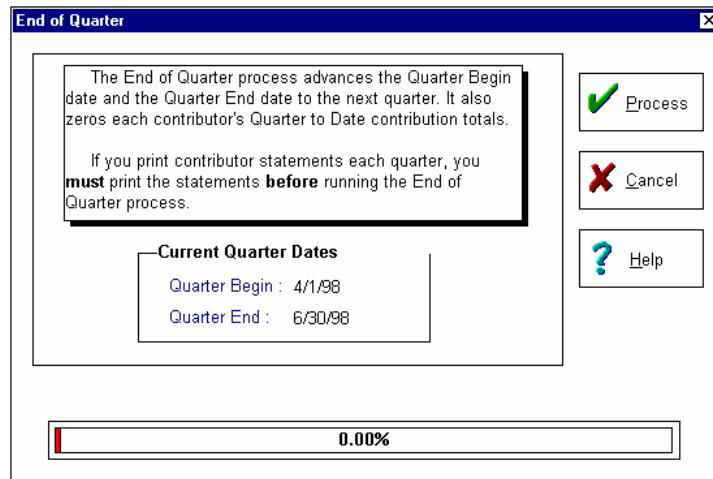 End of Quarter
The End of Quarter process advances the Quarter Begin
date and the Quarter End date to the next quarter. It also
zeros each contributor's Quarter to Date contribution totals.
If you print contributor statements each quarter, you
must print the statements before running the End of
Quarter process.
Current Quarter Dates
Quarter Begin : 4/1/98
Quarter End : 6/30/98
Process
Cancel
Help
0.00%